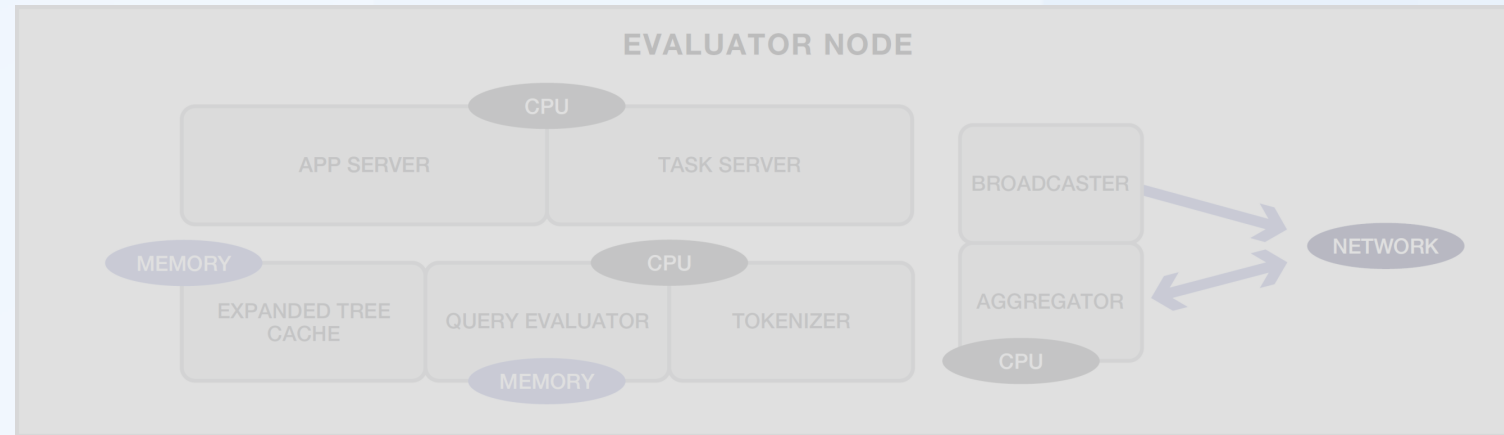 EVALUATOR NODE
CPU
APP SERVER
TASK SERVER
BROADCASTER
NETWORK
MEMORY
CPU
EXPANDED TREE
CACHE
QUERY EVALUATOR
TOKENIZER
AGGREGATOR
CPU
MEMORY